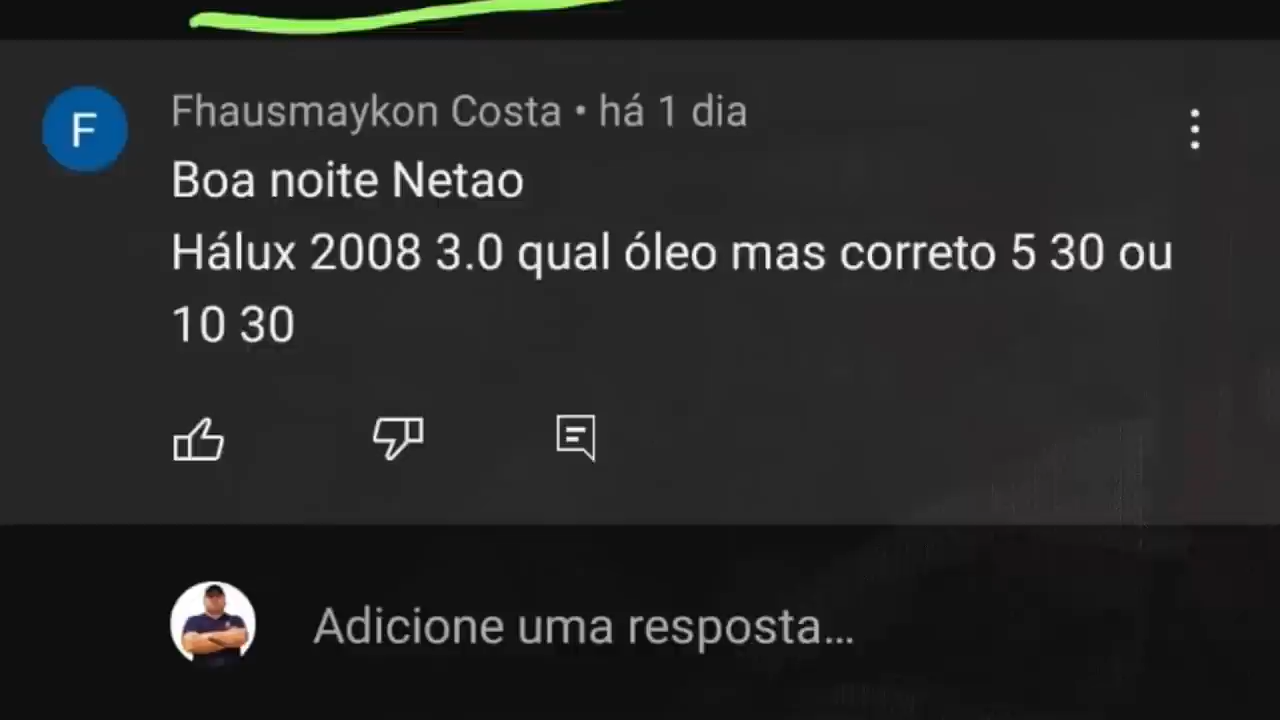 F
Fhausmaykon Costa • há 1 dia
Boa noite Netao
Hálux 2008 3.0 qual óleo mas correto 5 30 ou
10 30
Adicione uma resposta...